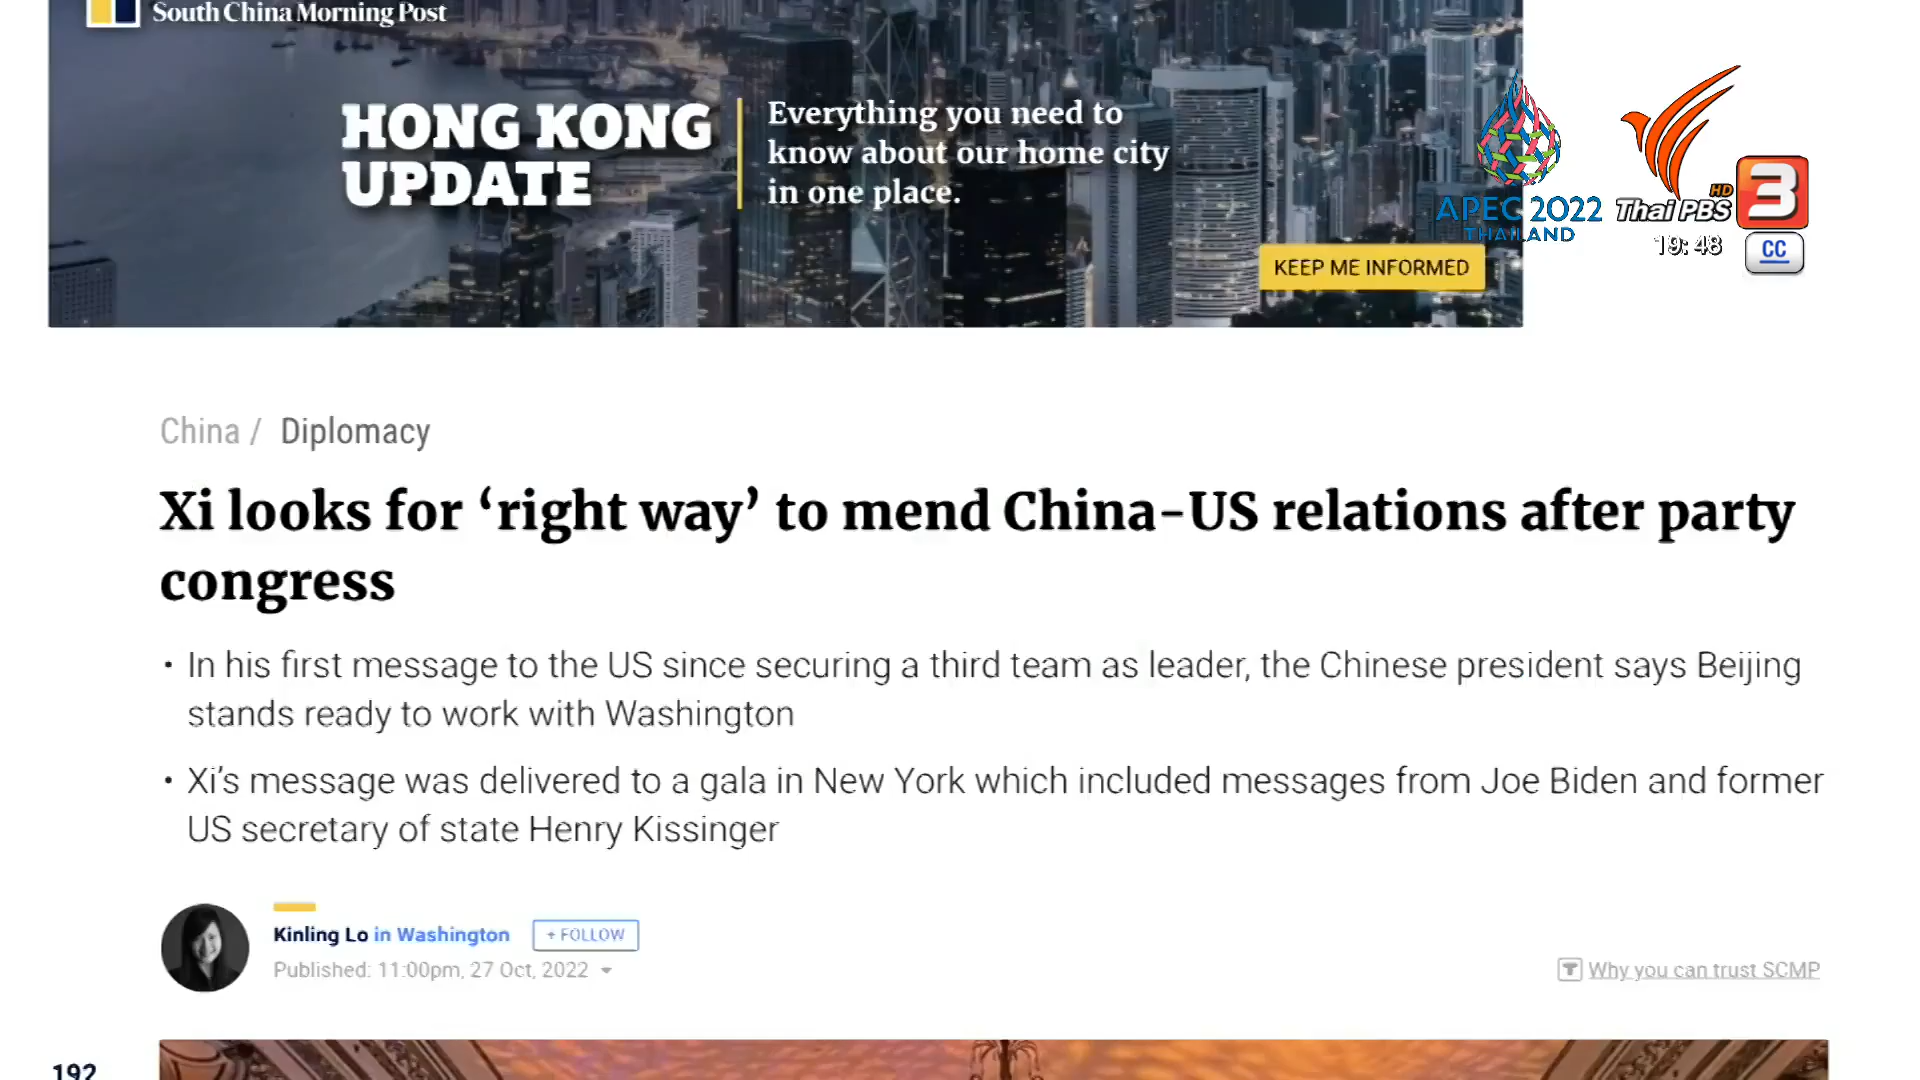 South China Morning Post
HONG KONG
UPDATE
Everything you need to
know about our home city
in one place.
KEEP ME INFORMED
APEC 2022
THAILAND
HD
Thai PBS
3
19:48
CC
China / Diplomacy
Xi looks for ‘right way’ to mend China-US relations after party
congress
• In his first message to the US since securing a third team as leader, the Chinese president says Beijing
stands ready to work with Washington
• Xi’s message was delivered to a gala in New York which included messages from Joe Biden and former
US secretary of state Henry Kissinger
Kinling Lo in Washington
+ FOLLOW
Published: 11:00pm, 27 Oct, 2022
Why you can trust SCMP
192